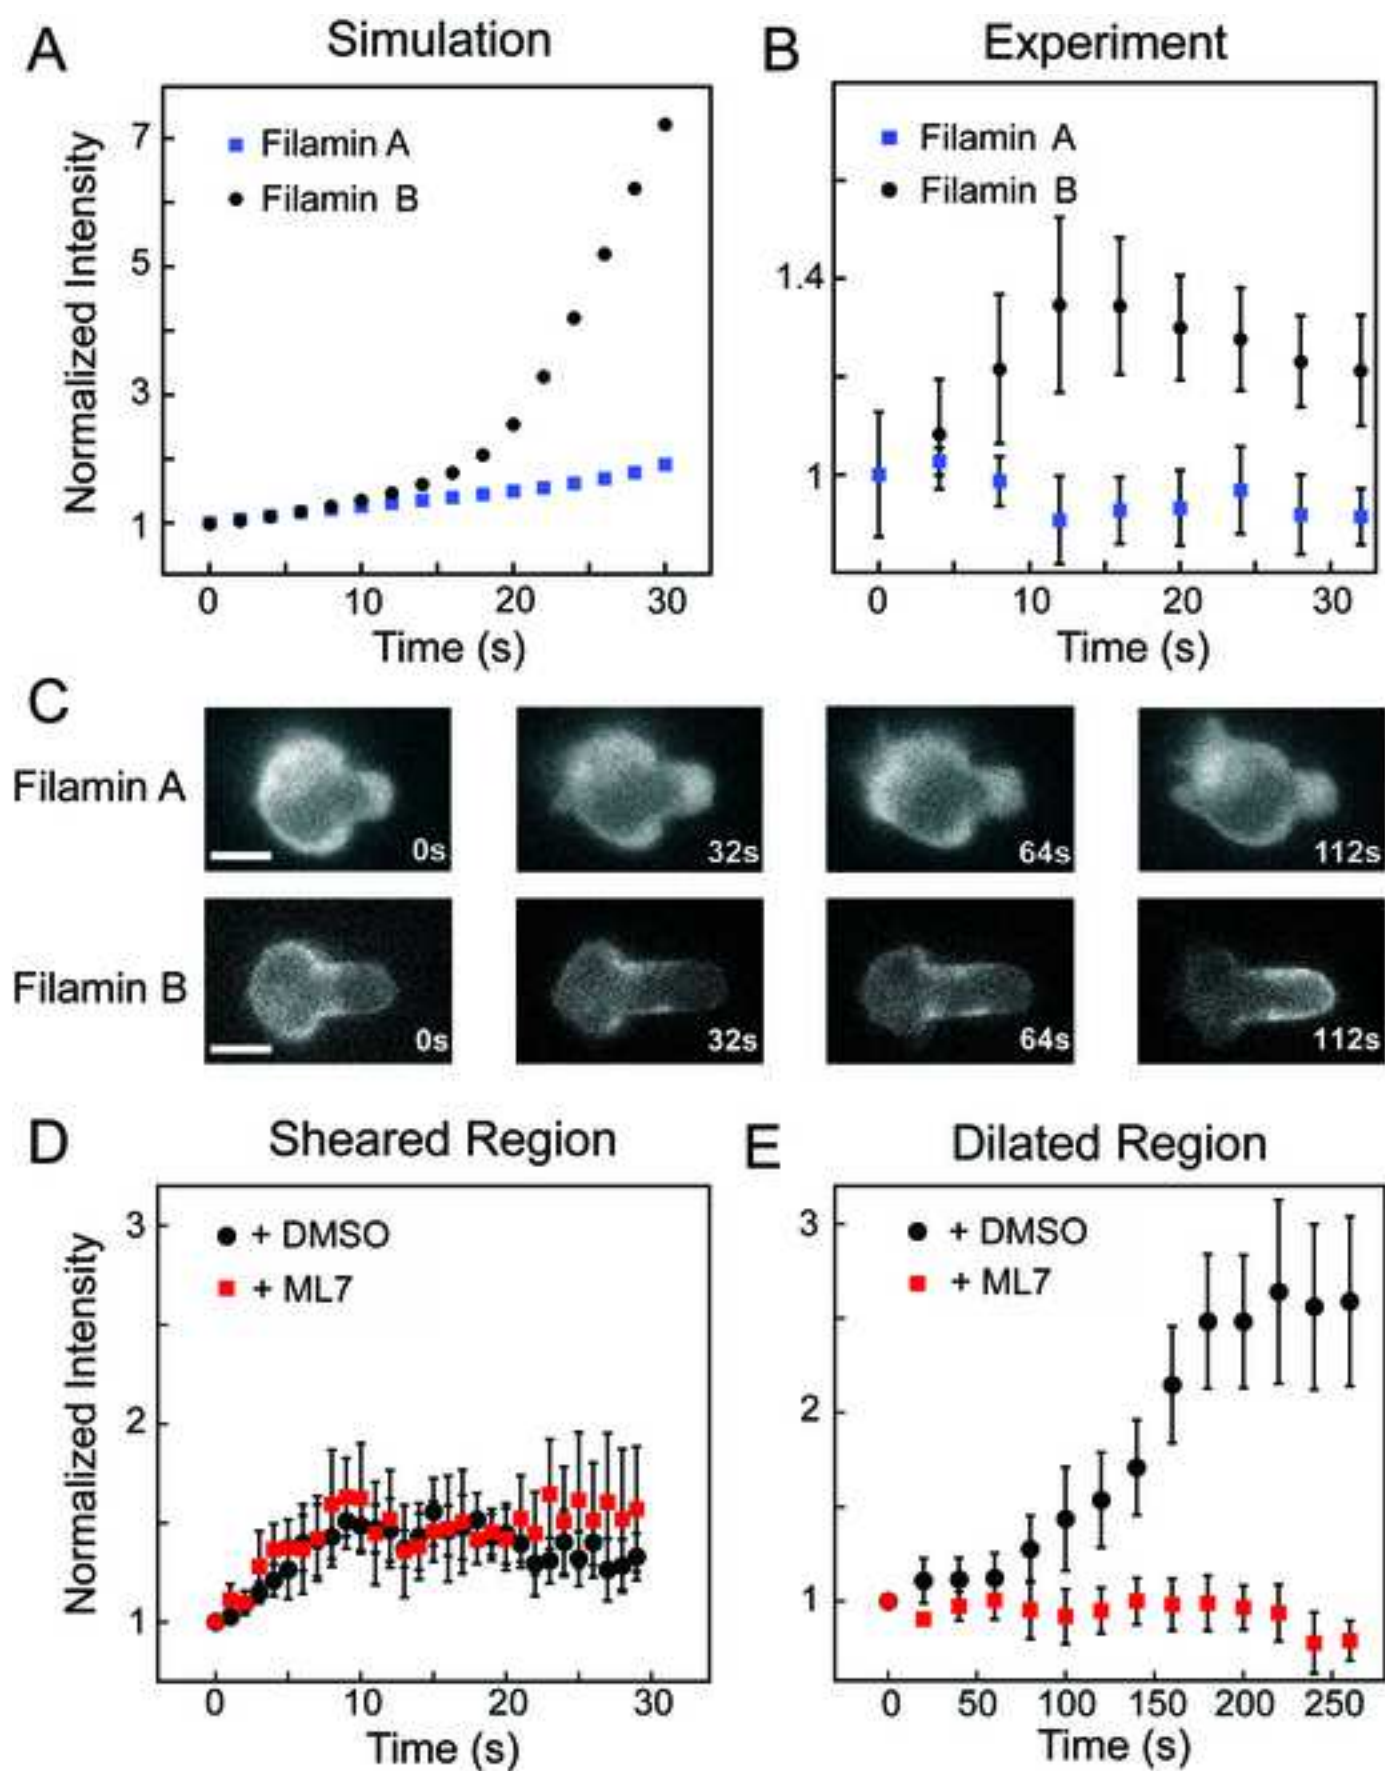 A Simulation
Normalized Intensity
7
5
3
1
Filamin A
Filamin B
0 10 20 30
Time (s)
B Experiment
1.4
1
Filamin A
Filamin B
0 10 20 30
Time (s)
C
Filamin A
0s 32s 64s 112s
Filamin B
0s 32s 64s 112s
D Sheared Region
Normalized Intensity
3
2
1
+ DMSO
+ ML7
0 10 20 30
Time (s)
E Dilated Region
3
2
1
+ DMSO
+ ML7
0 50 100 150 200 250
Time (s)